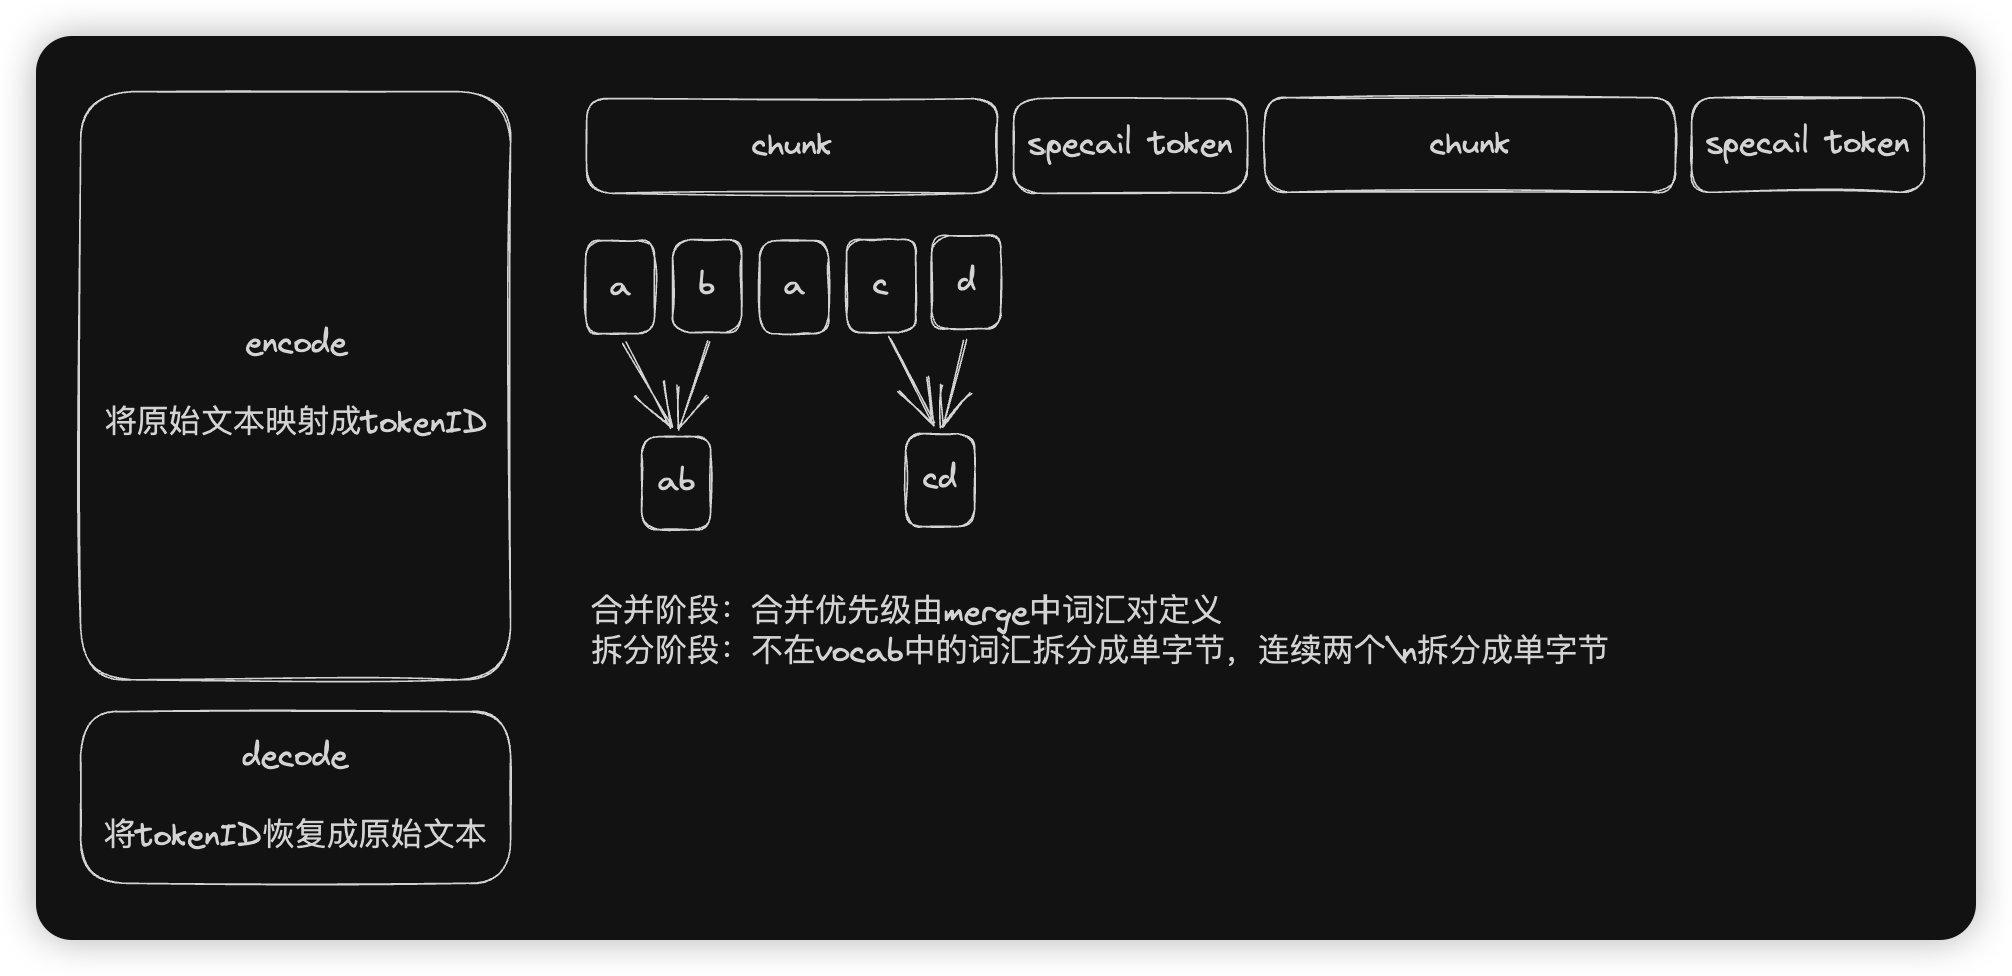 chunk
specail token
chunk
specail token
a
b
a
c
d
encode
将原始文本映射成tokenID
ab
cd
合并阶段：合并优先级由merge中词汇对定义
拆分阶段：不在vocab中的词汇拆分成单字节，连续两个\n拆分成单字节
decode
将tokenID恢复成原始文本